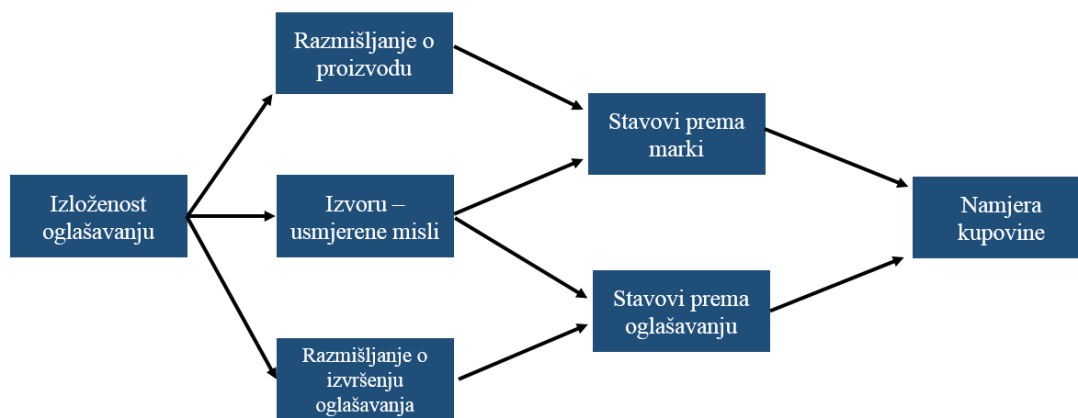 Razmišljanje o
proizvodu
Stavovi prema
marki
Izloženost
oglašavanju
Izvoru –
usmjerene misli
Namjera
kupovine
Stavovi prema
oglašavanju
Razmišljanje o
izvršenju
oglašavanja